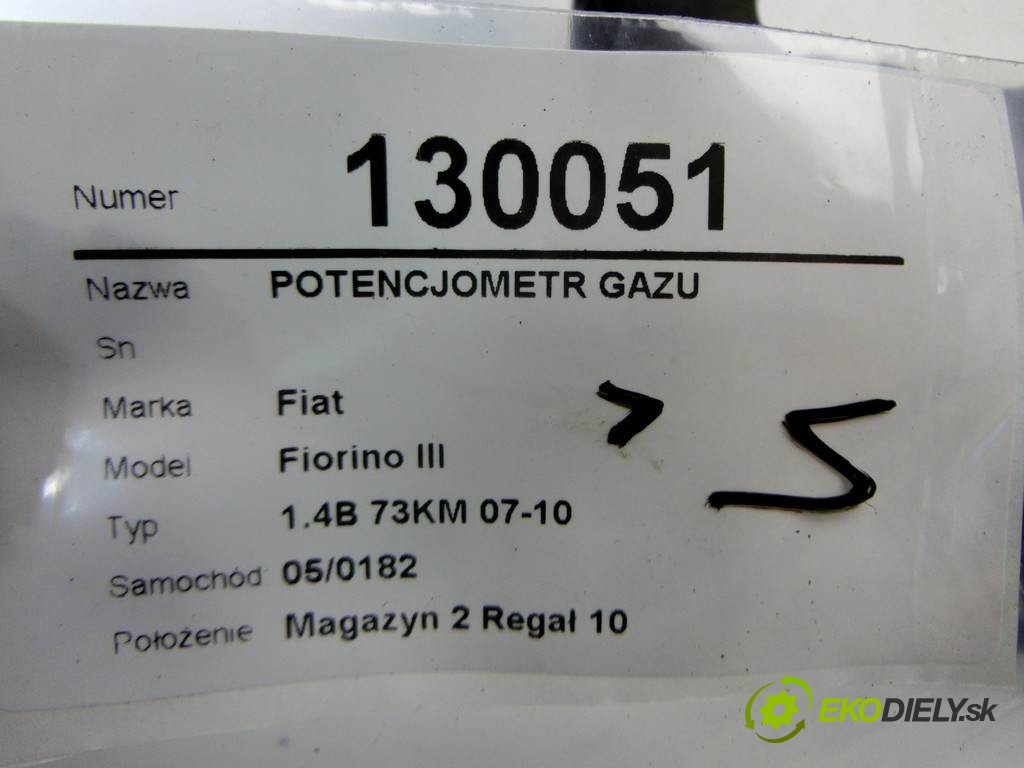 Numer 130051
Nazwa POTENCJOMETR GAZU
Sn
Marka Fiat
Model Fiorino III
Typ 1.4B 73KM 07-10
Samochód 05/0182
Położenie Magazyn 2 Regał 10
> S
EKODIELY.sk